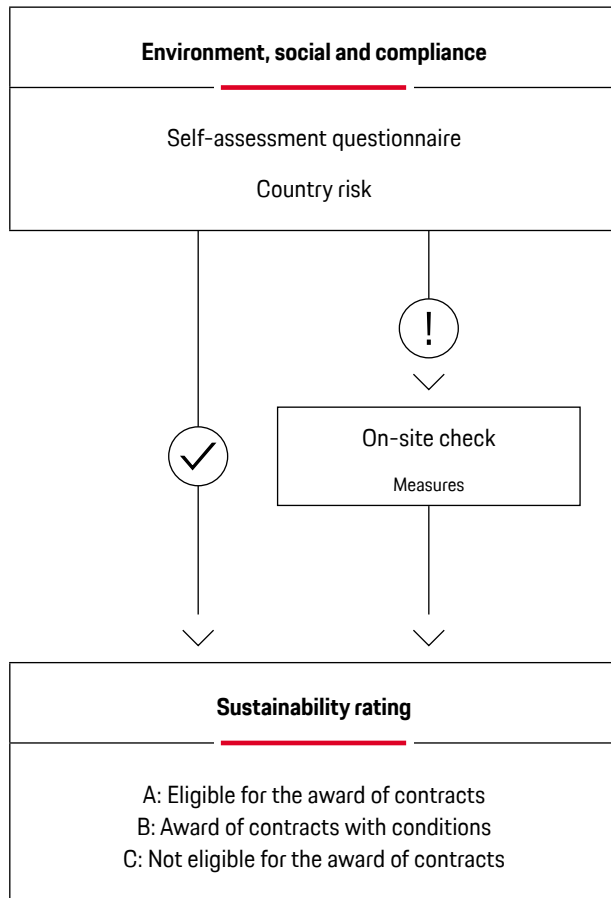 Environment, social and compliance
Self-assessment questionnaire
Country risk
!
On-site check
Measures
Sustainability rating
A: Eligible for the award of contracts
B: Award of contracts with conditions
C: Not eligible for the award of contracts